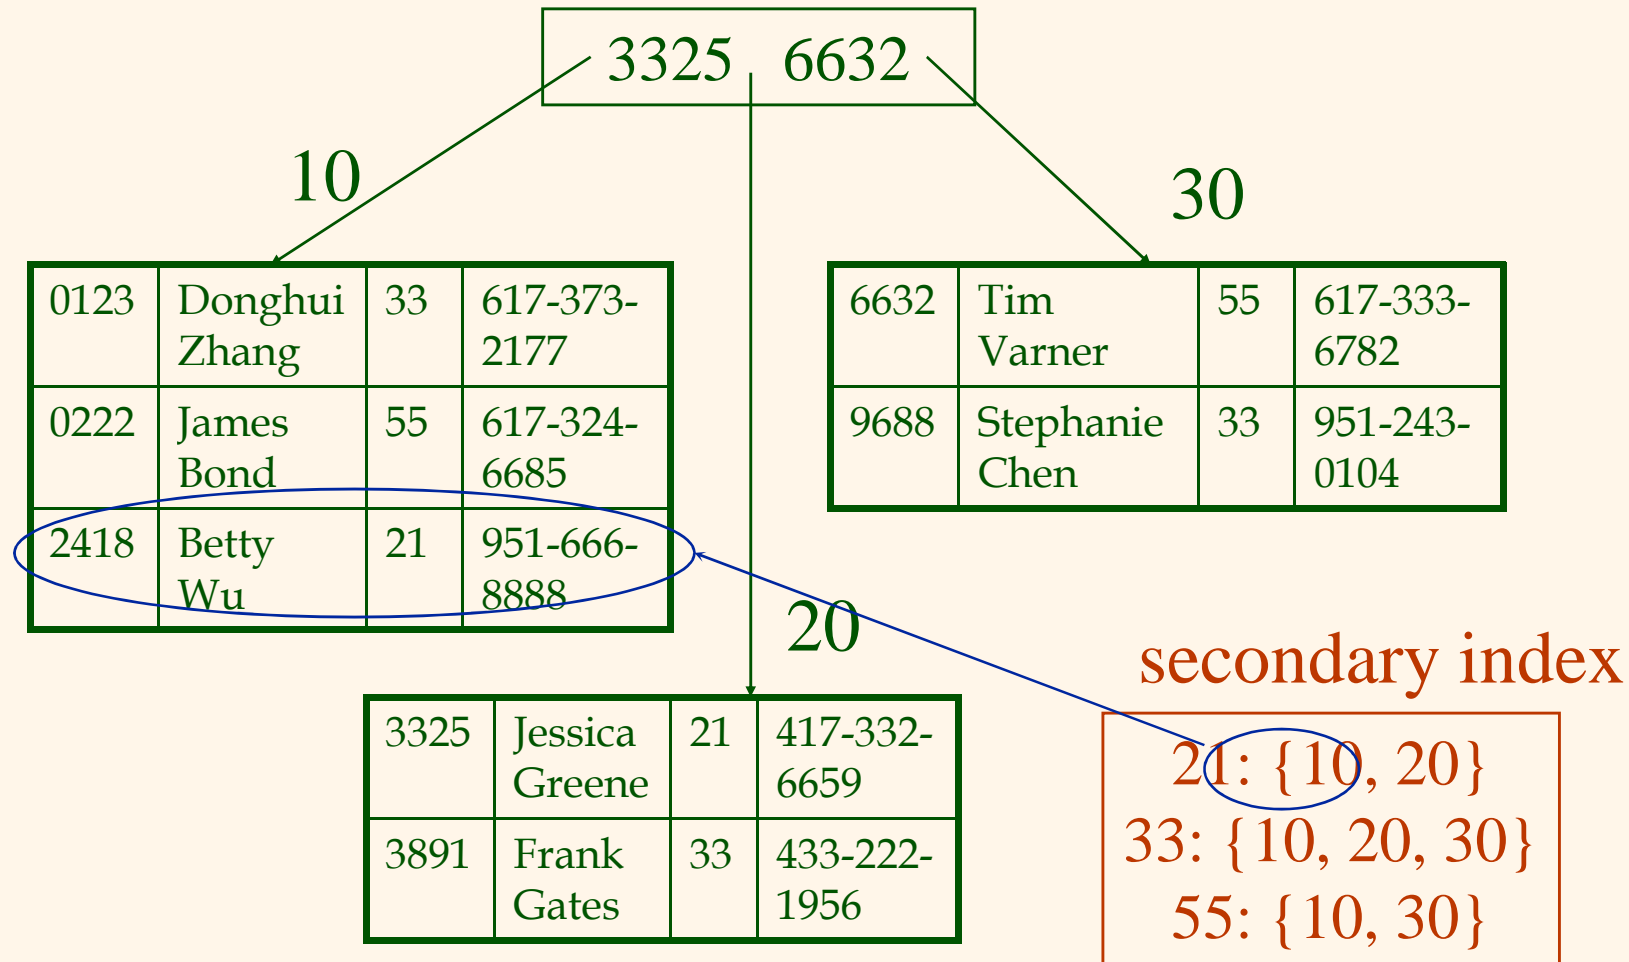 3325 6632
10
30
0123 Donghui 33 617-373-
Zhang 2177
0222 James 55 617-324-
Bond 6685
2418 Betty 21 951-666-
Wu 8888
6632 Tim 55 617-333-
Varner 6782
9688 Stephanie 33 951-243-
Chen 0104
20
3325 Jessica 21 417-332-
Greene 6659
3891 Frank 33 433-222-
Gates 1956
secondary index
21: {10, 20}
33: {10, 20, 30}
55: {10, 30}